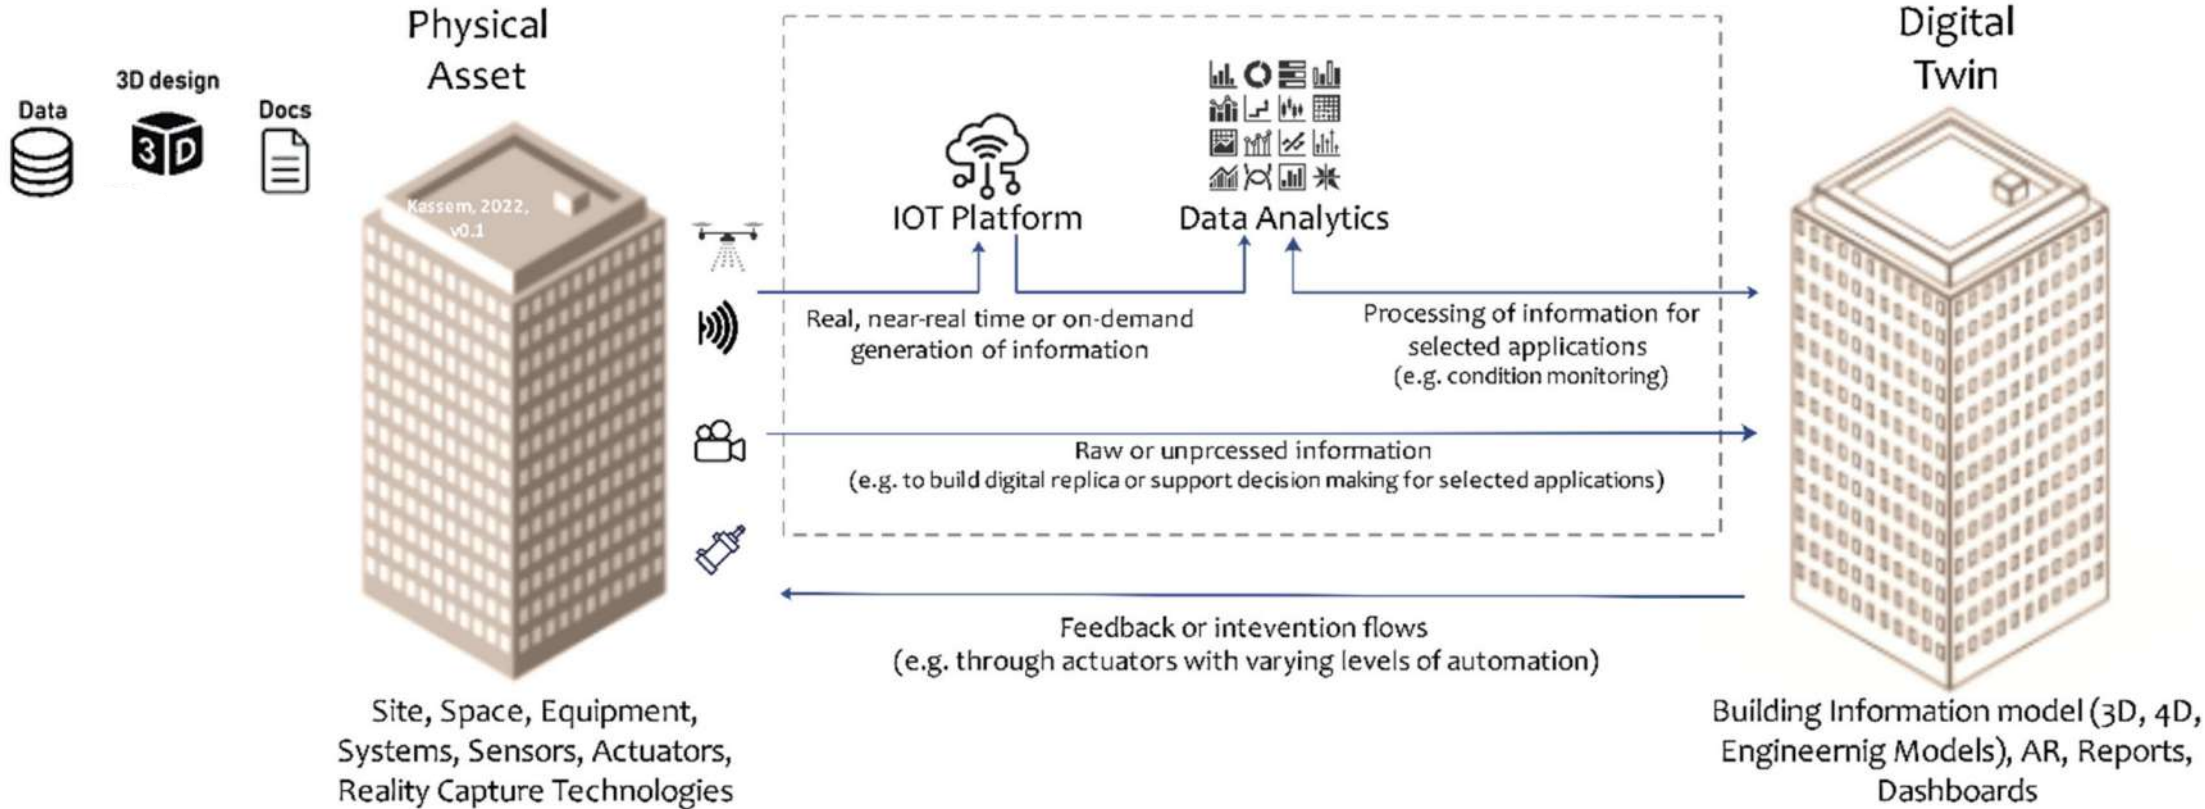 Physical
Asset
Digital
Twin
3D design
Data
Docs
3 D
Kassem, 2022,
v0.1
IOT Platform
Data Analytics
Real, near-real time or on-demand
generation of information
Processing of information for
selected applications
(e.g. condition monitoring)
Raw or unprcessed information
(e.g. to build digital replica or support decision making for selected applications)
Feedback or intevention flows
(e.g. through actuators with varying levels of automation)
Site, Space, Equipment,
Systems, Sensors, Actuators,
Reality Capture Technologies
Building Information model (3D, 4D,
Engineernig Models), AR, Reports,
Dashboards